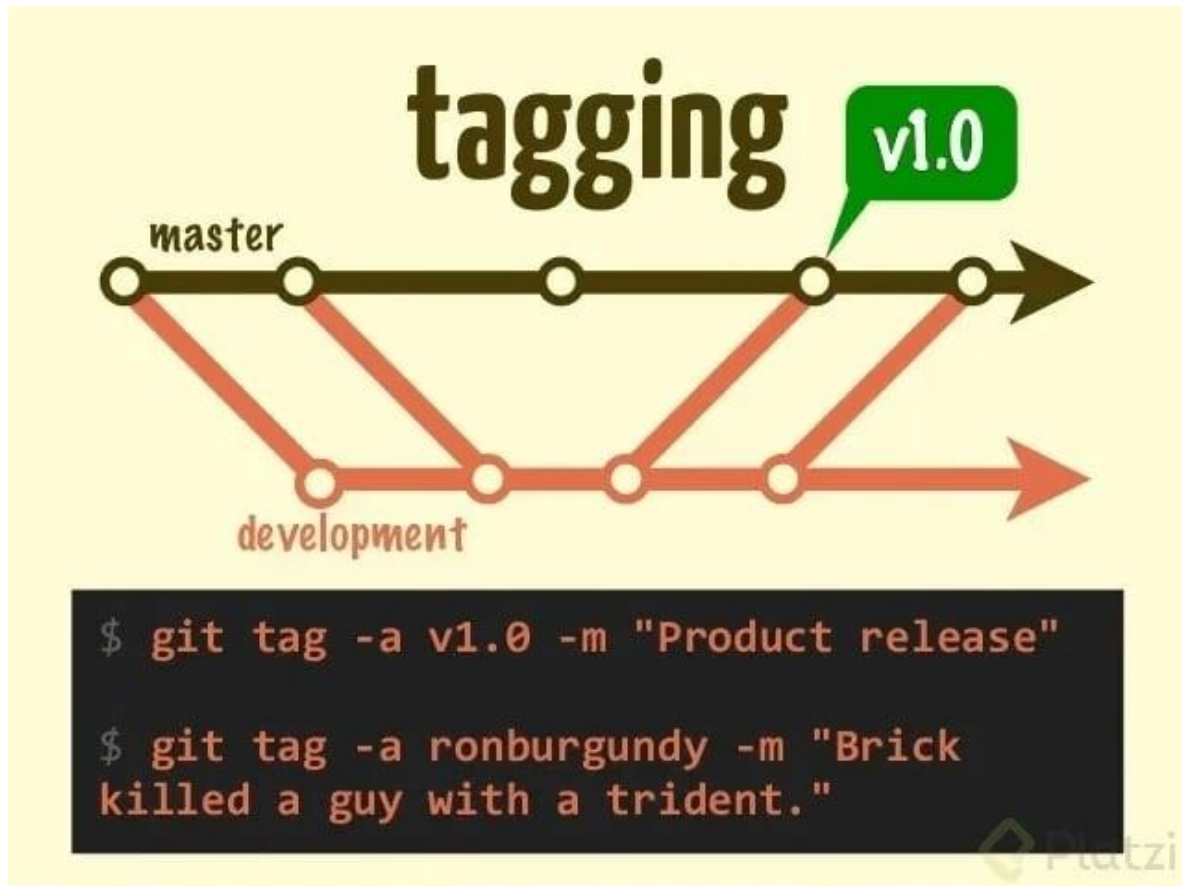 tagging
v1.0
master
development
$ git tag -a v1.0 -m "Product release"
$ git tag -a ronburgundy -m "Brick
killed a guy with a trident."
Platzi